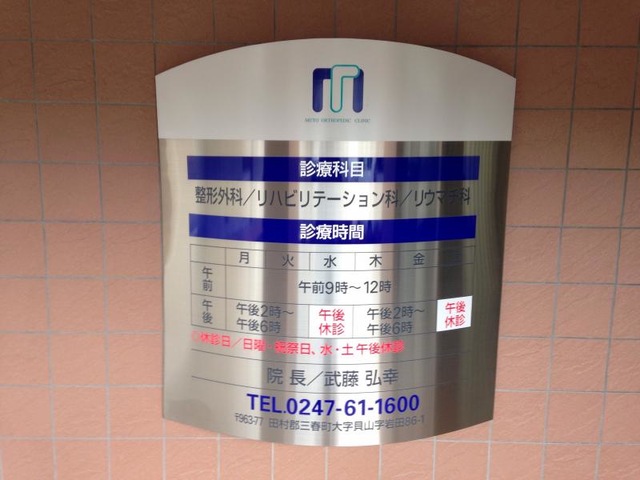 MUTO ORTHOPEDIC CLINIC
診療科目
整形外科／リハビリテーション科／リウマチ科
診療時間
月 火 水 木 金
午前 午前9時～12時
午後 午後2時～午後6時 午後休診 午後2時～午後6時 午後休診
休診日／日曜・祝祭日、水・土午後休診
院長／武藤 弘幸
TEL.0247-61-1600
〒963-77 田村郡三春町大字貝山字岩田86-1